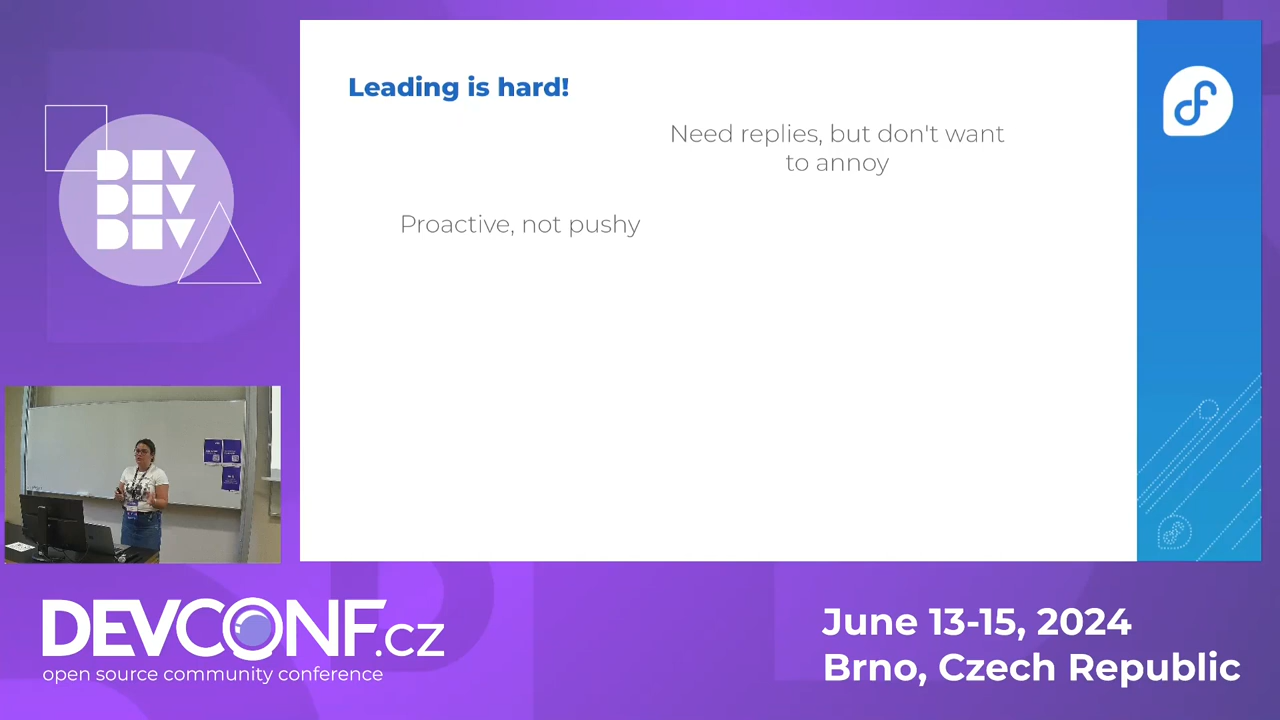 Leading is hard!
Need replies, but don't want
to annoy
Proactive, not pushy
DEV
DEV
DEV
DEVCONF.cz
open source community conference
June 13-15, 2024
Brno, Czech Republic